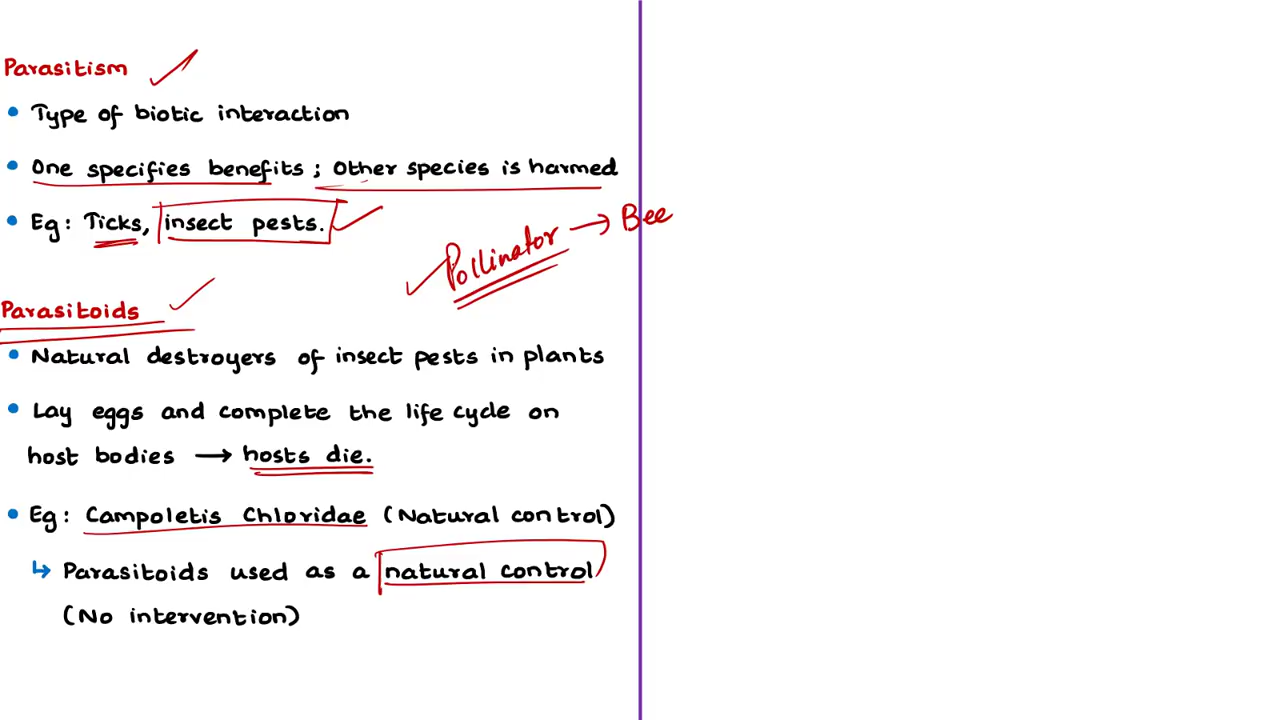 Parasitism
• Type of biotic interaction
• One specifies benefits ; Other species is harmed
• Eg: Ticks, insect pests.
Pollinator → Bee
Parasitoids
• Natural destroyers of insect pests in plants
• Lay eggs and complete the life cycle on
host bodies → hosts die.
• Eg: Campoletis Chloridae (Natural control)
↳ Parasitoids used as a natural control
(No intervention)